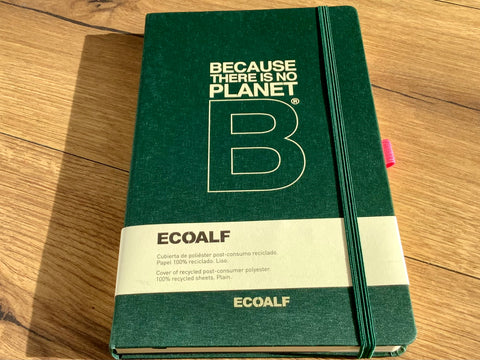 BECAUSE
THERE IS NO
PLANET
B®
ECOALF
Cubierta de poliéster post-consumo reciclado.
Papel 100% reciclado. Liso.
Cover of recycled post-consumer polyester.
100% recycled sheets. Plain.
ECOALF